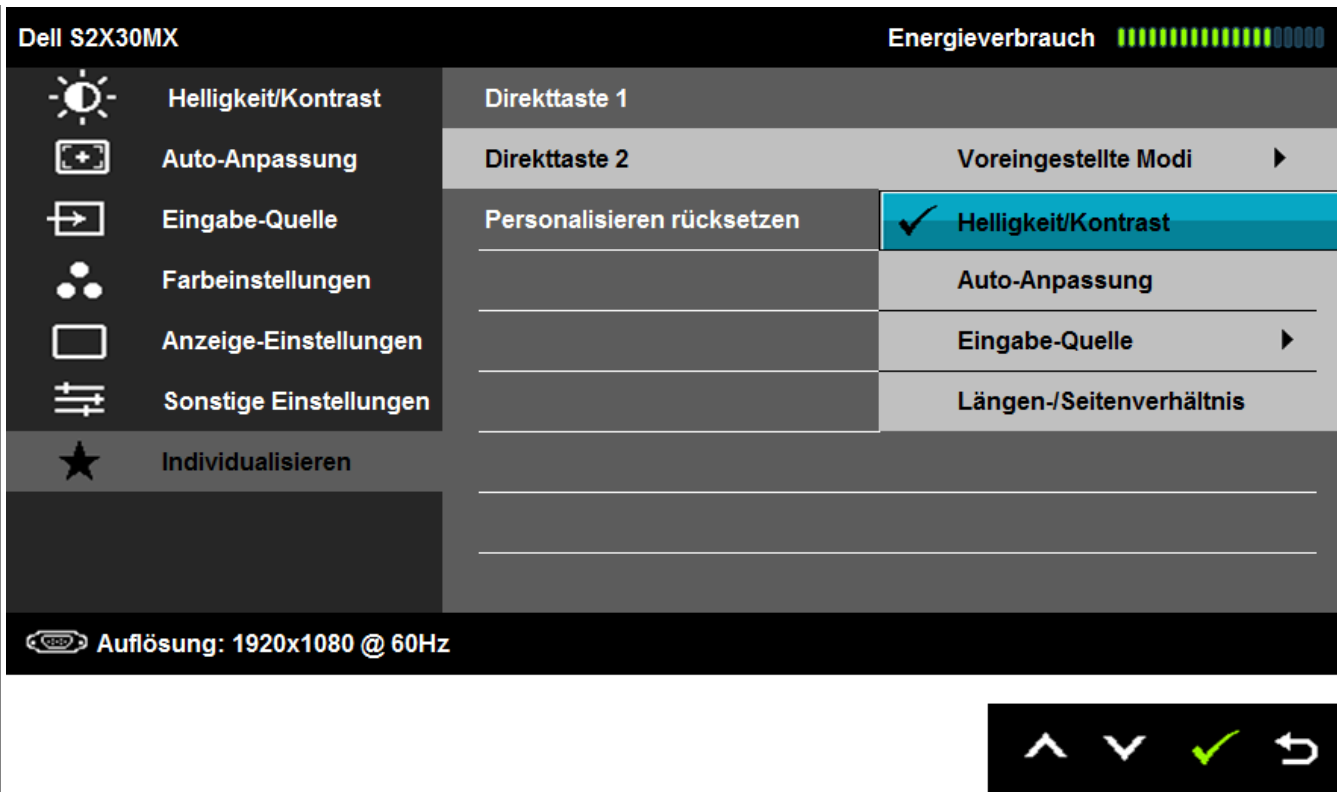 Dell S2X30MX Energieverbrauch
Helligkeit/Kontrast Direkttaste 1
Auto-Anpassung Direkttaste 2 Voreingestellte Modi
Eingabe-Quelle Personalisieren rücksetzen Helligkeit/Kontrast
Farbeinstellungen Auto-Anpassung
Anzeige-Einstellungen Eingabe-Quelle
Sonstige Einstellungen Längen-/Seitenverhältnis
Individualisieren
Auflösung: 1920x1080 @ 60Hz